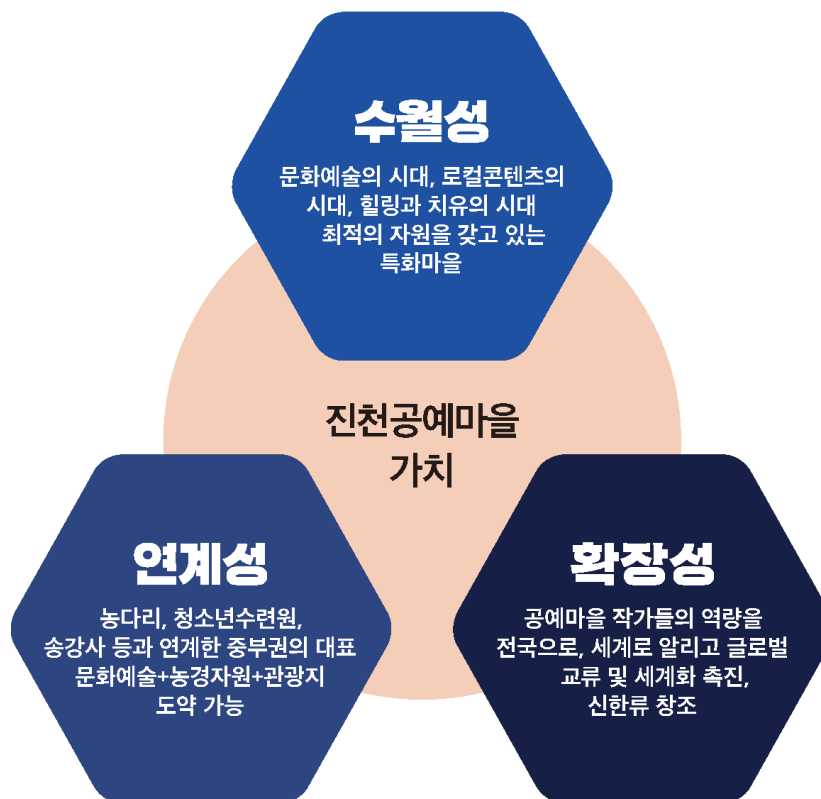 수월성
문화예술의 시대, 로컬콘텐츠의
시대, 힐링과 치유의 시대
최적의 자원을 갖고 있는
특화마을
진천공예마을
가치
연계성
농다리, 청소년수련원,
송강사 등과 연계한 중부권의 대표
문화예술+농경자원+관광지
도약 가능
확장성
공예마을 작가들의 역량을
전국으로, 세계로 알리고 글로벌
교류 및 세계화 촉진,
신한류 창조